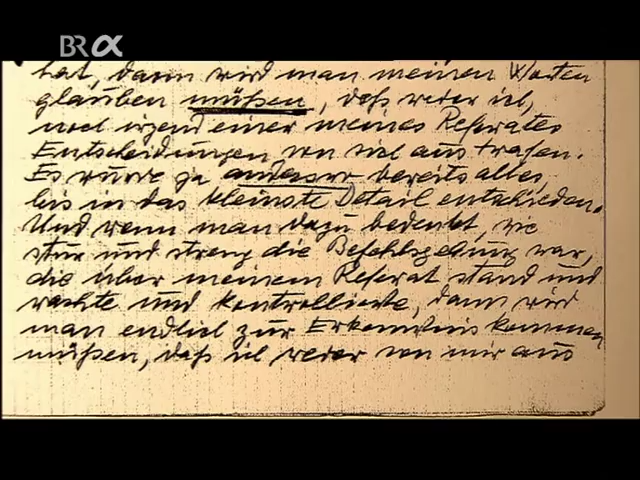 BRα
hat, dann wird man meinen Worten
glauben müßen, daß weder ich,
noch irgend einer meines Referates
Entscheidungen von sich aus trafen.
Es wurde ja anderswo bereits alles,
bis in das kleinste Detail entschieden.
Und wenn man dazu bedenkt, wie
stur und streng die Befehlsgebung war,
die über meinem Referat stand und
wachte und kontrollierte, dann wird
man endlich zur Erkenntnis kommen
müßen, daß ich weder von mir aus